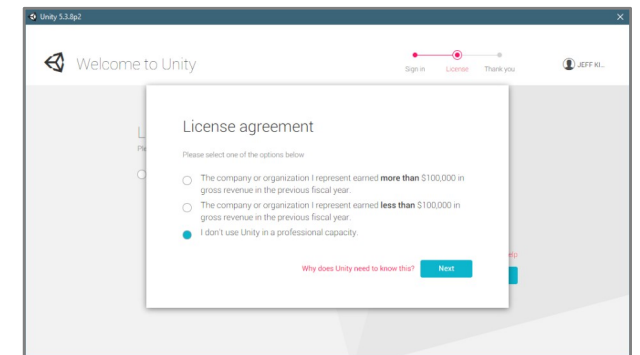 Unity 5.3.8p2
Welcome to Unity
Sign in License Thank you
JEFF KI...
License agreement
Please select one of the options below
The company or organization I represent earned more than $100,000 in
gross revenue in the previous fiscal year.
The company or organization I represent earned less than $100,000 in
gross revenue in the previous fiscal year.
I don't use Unity in a professional capacity.
Why does Unity need to know this? Next